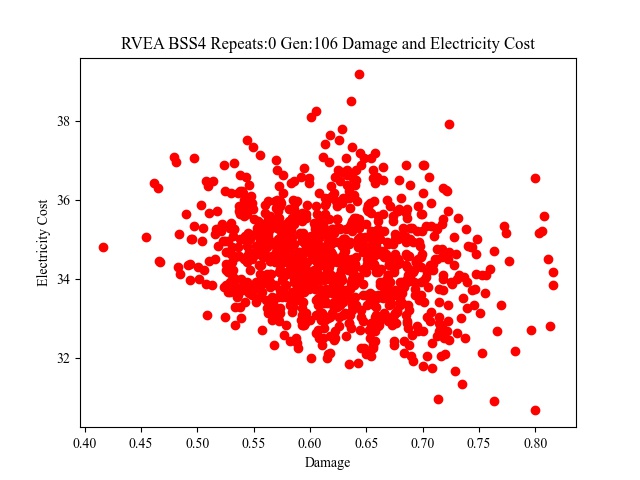 RVEA BSS4 Repeats:0 Gen:106 Damage and Electricity Cost
38
36
34
32
Electricity Cost
0.40 0.45 0.50 0.55 0.60 0.65 0.70 0.75 0.80
Damage